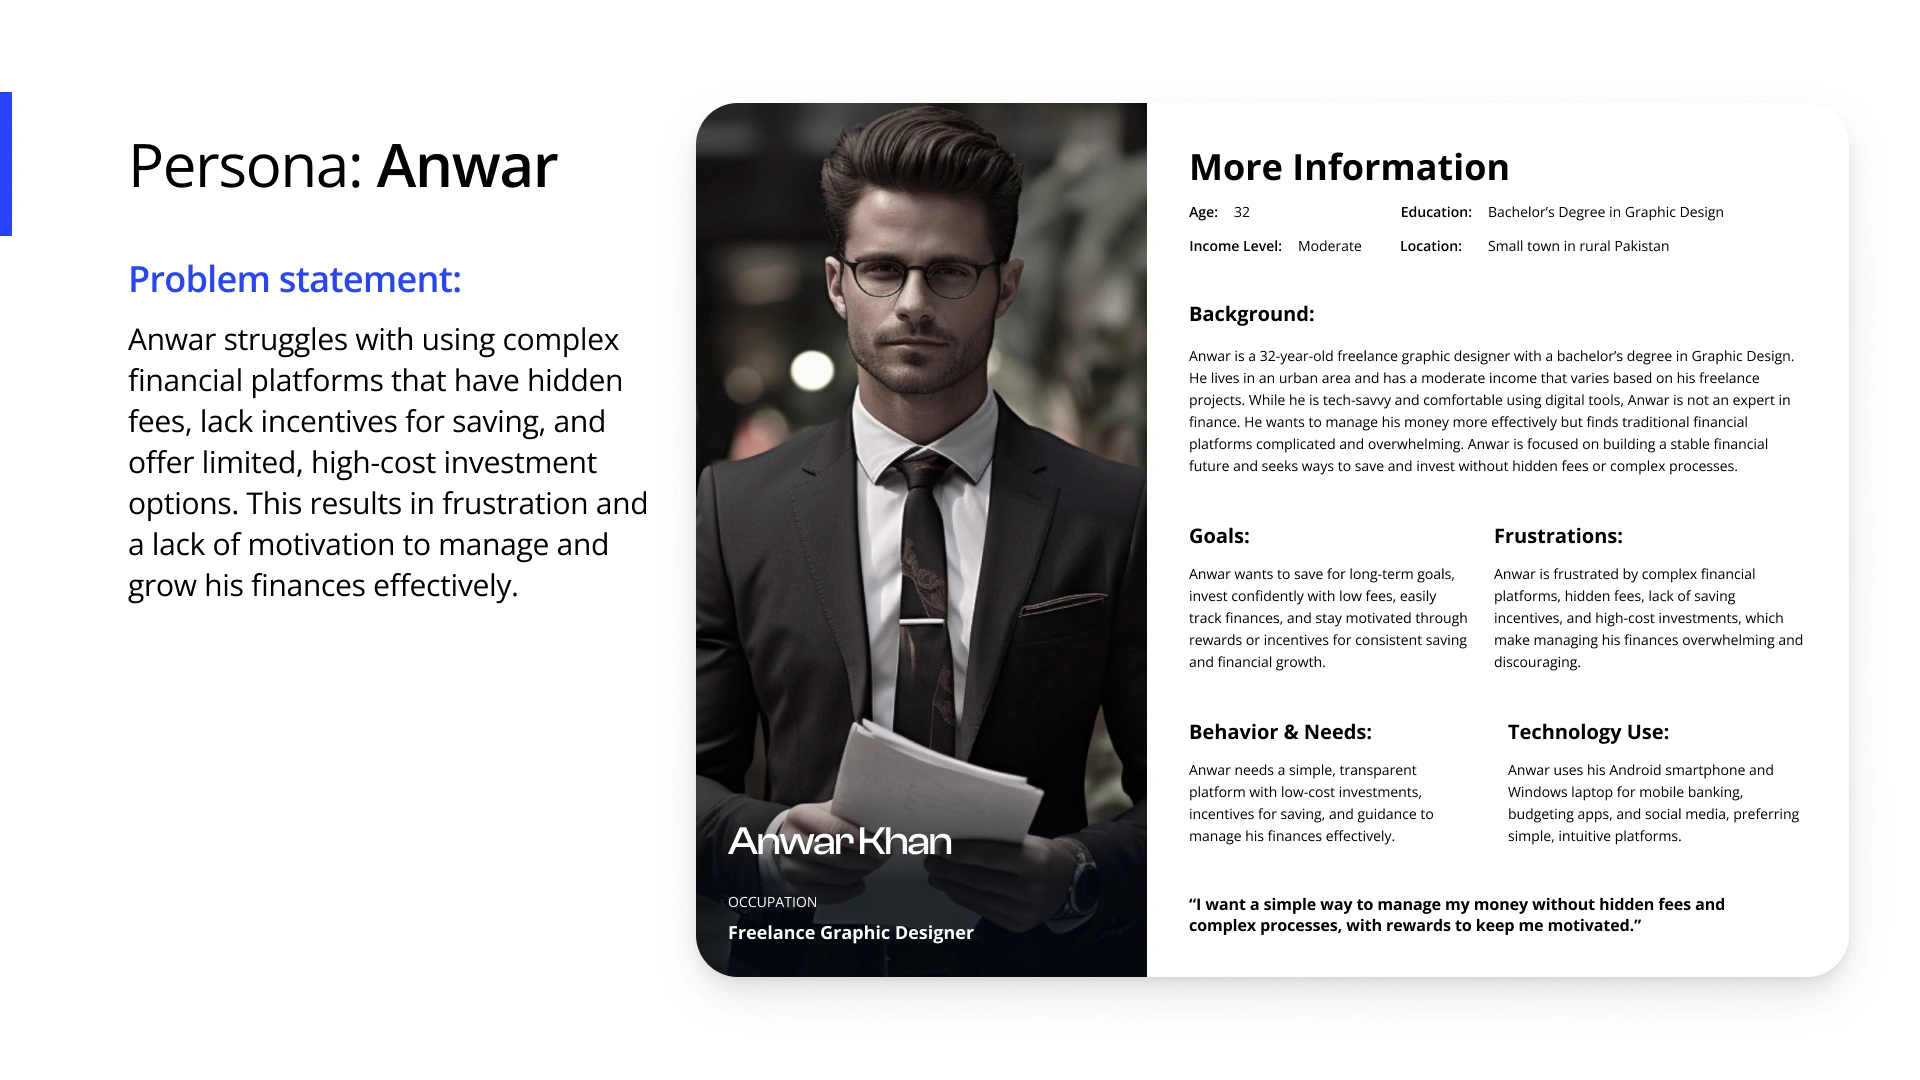 Persona: Anwar
Problem statement:
Anwar struggles with using complex
financial platforms that have hidden
fees, lack incentives for saving, and
offer limited, high-cost investment
options. This results in frustration and
a lack of motivation to manage and
grow his finances effectively.
Anwar Khan
OCCUPATION
Freelance Graphic Designer
More Information
Age: 32
Education: Bachelor’s Degree in Graphic Design
Income Level: Moderate
Location: Small town in rural Pakistan
Background:
Anwar is a 32-year-old freelance graphic designer with a bachelor’s degree in Graphic Design.
He lives in an urban area and has a moderate income that varies based on his freelance
projects. While he is tech-savvy and comfortable using digital tools, Anwar is not an expert in
finance. He wants to manage his money more effectively but finds traditional financial
platforms complicated and overwhelming. Anwar is focused on building a stable financial
future and seeks ways to save and invest without hidden fees or complex processes.
Goals:
Anwar wants to save for long-term goals,
invest confidently with low fees, easily
track finances, and stay motivated through
rewards or incentives for consistent saving
and financial growth.
Frustrations:
Anwar is frustrated by complex financial
platforms, hidden fees, lack of saving
incentives, and high-cost investments, which
make managing his finances overwhelming and
discouraging.
Behavior & Needs:
Anwar needs a simple, transparent
platform with low-cost investments,
incentives for saving, and guidance to
manage his finances effectively.
Technology Use:
Anwar uses his Android smartphone and
Windows laptop for mobile banking,
budgeting apps, and social media, preferring
simple, intuitive platforms.
“I want a simple way to manage my money without hidden fees and
complex processes, with rewards to keep me motivated.”